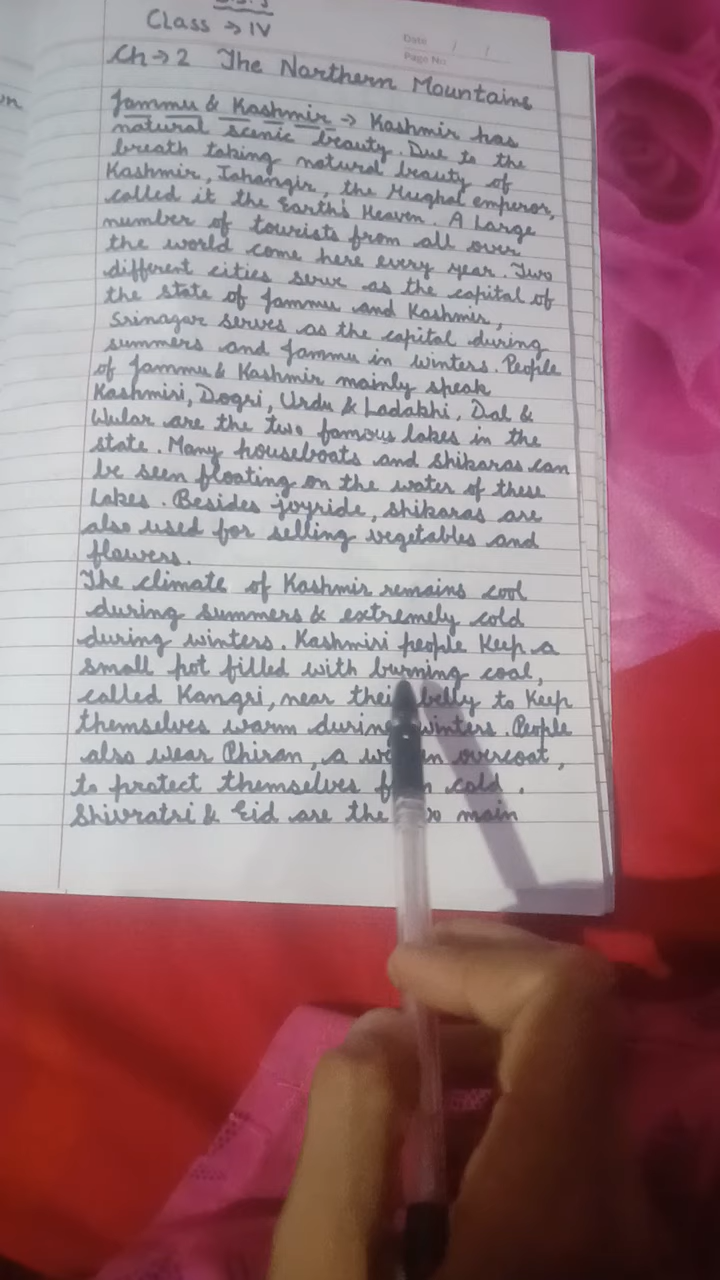 Class → IV
Date / /
Page No.
Ch → 2 The Northern Mountains
Jammu & Kashmir → Kashmir has
natural scenic beauty. Due to the
breath taking natural beauty of
Kashmir, Jahangir, the Mughal emperor,
called it the Earth's Heaven. A large
number of tourists from all over
the world come here every year. Two
different cities serve as the capital of
the state of Jammu and Kashmir,
Srinagar serves as the capital during
summers and Jammu in winters. People
of Jammu & Kashmir mainly speak
Kashmiri, Dogri, Urdu & Ladakhi, Dal &
Wular are the two famous lakes in the
state. Many houseboats and shikaras can
be seen floating on the water of these
lakes. Besides joyride, shikaras are
also used for selling vegetables and
flowers.
The climate of Kashmir remains cool
during summers & extremely cold
during winters. Kashmiri people Keep a
small pot filled with burning coal,
called Kangri, near their belly to Keep
themselves warm during winters. People
also wear Phiran, a overcoat,
to protect themselves cold.
Shivratri & Eid are the main